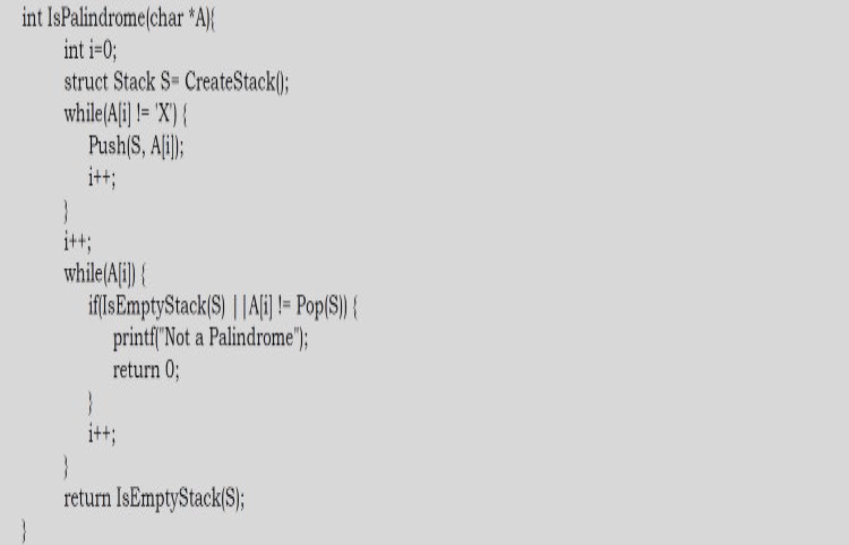 int IsPalindrome(char *A){
int i=0;
struct Stack S= CreateStack();
while(A[i] != 'X') {
Push(S, A[i]);
i++;
}
i++;
while(A[i]) {
if(IsEmptyStack(S) ||A[i] != Pop(S)) {
printf("Not a Palindrome");
return 0;
}
i++;
}
return IsEmptyStack(S);
}